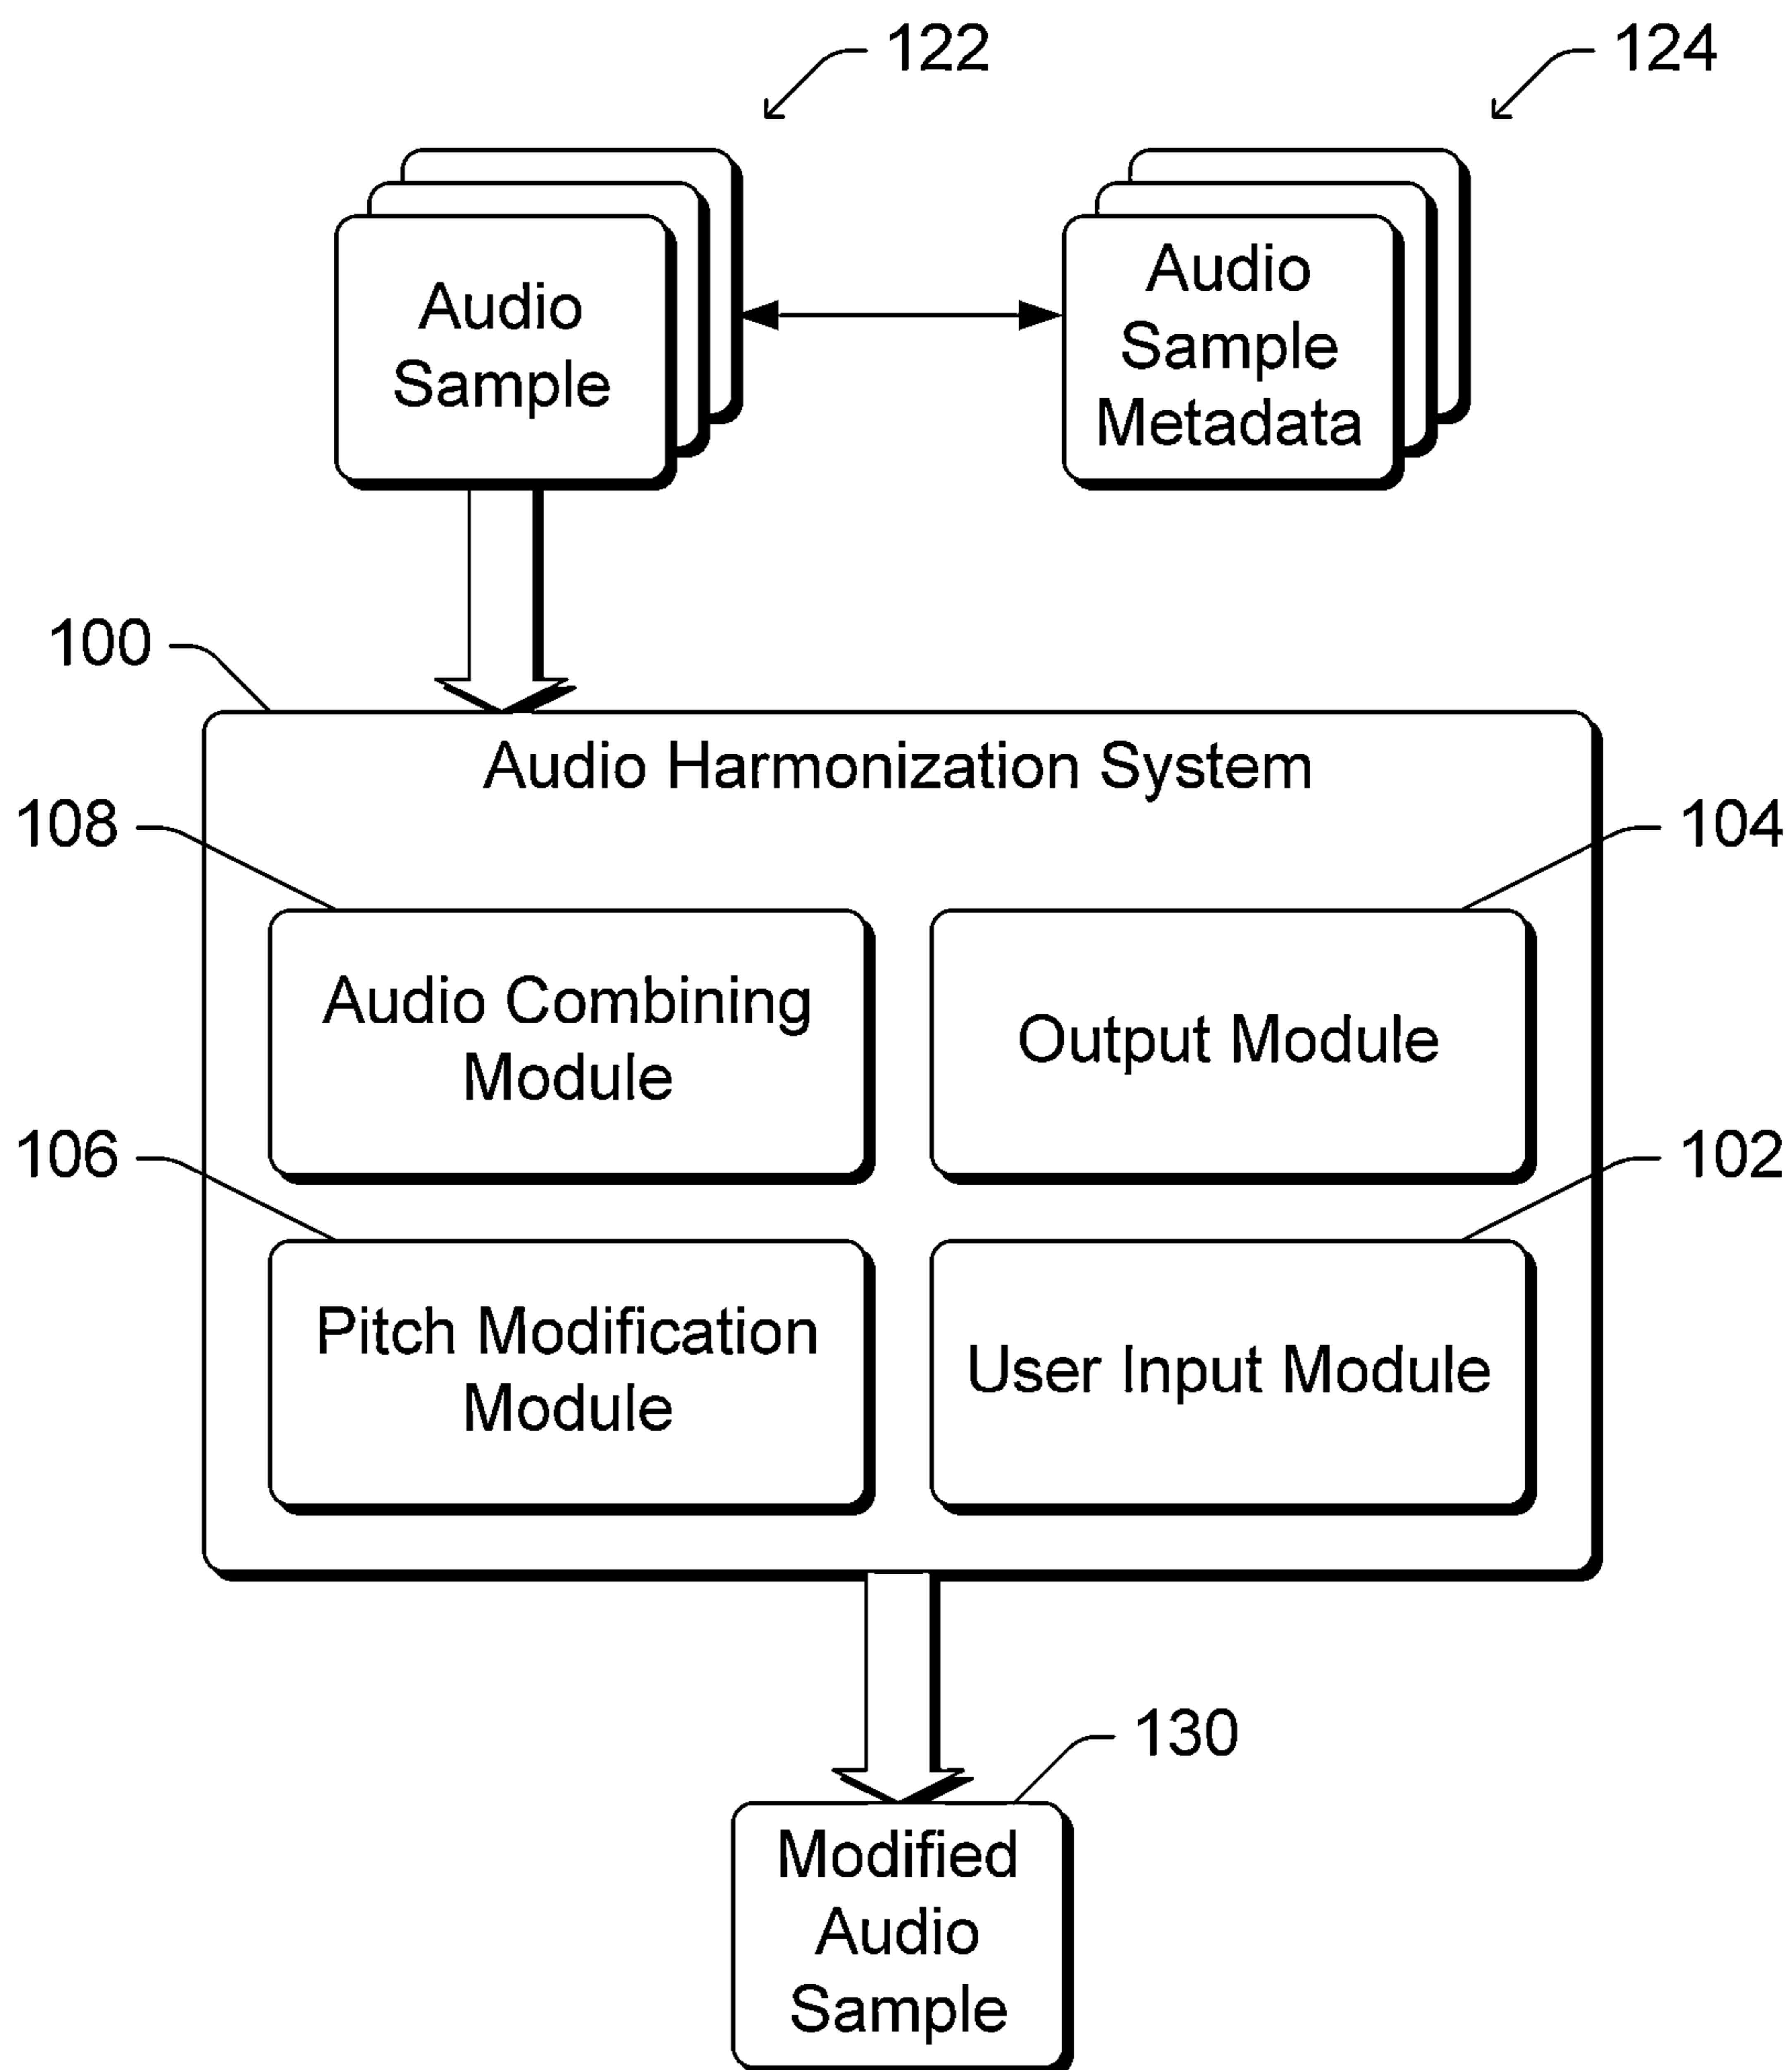 122
124
Audio
Sample
Audio
Sample
Metadata
100
Audio Harmonization System
108
104
Audio Combining
Module
Output Module
106
102
Pitch Modification
Module
User Input Module
130
Modified
Audio
Sample